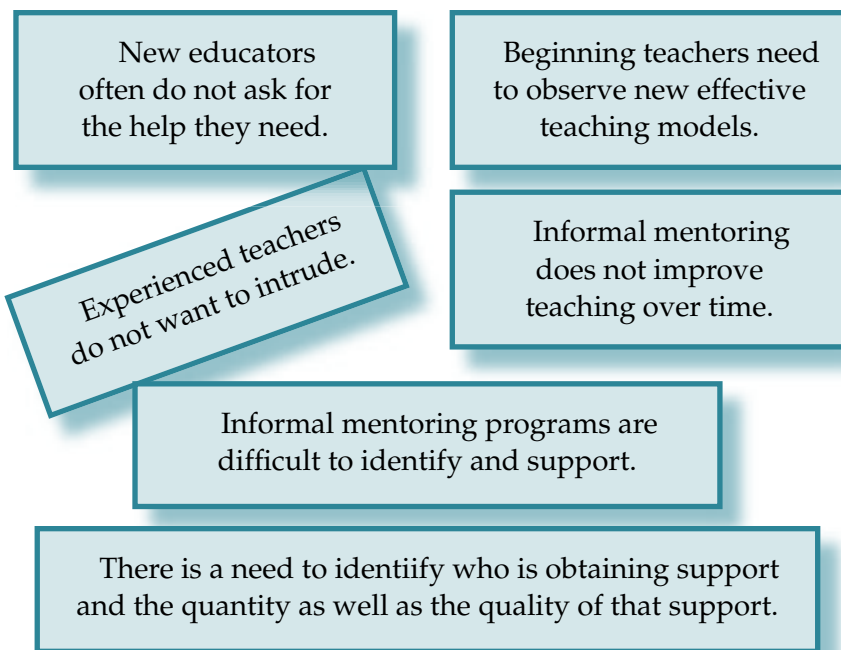 New educators
often do not ask for
the help they need.
Beginning teachers need
to observe new effective
teaching models.
Experienced teachers
do not want to intrude.
Informal mentoring
does not improve
teaching over time.
Informal mentoring programs are
difficult to identify and support.
There is a need to identiify who is obtaining support
and the quantity as well as the quality of that support.